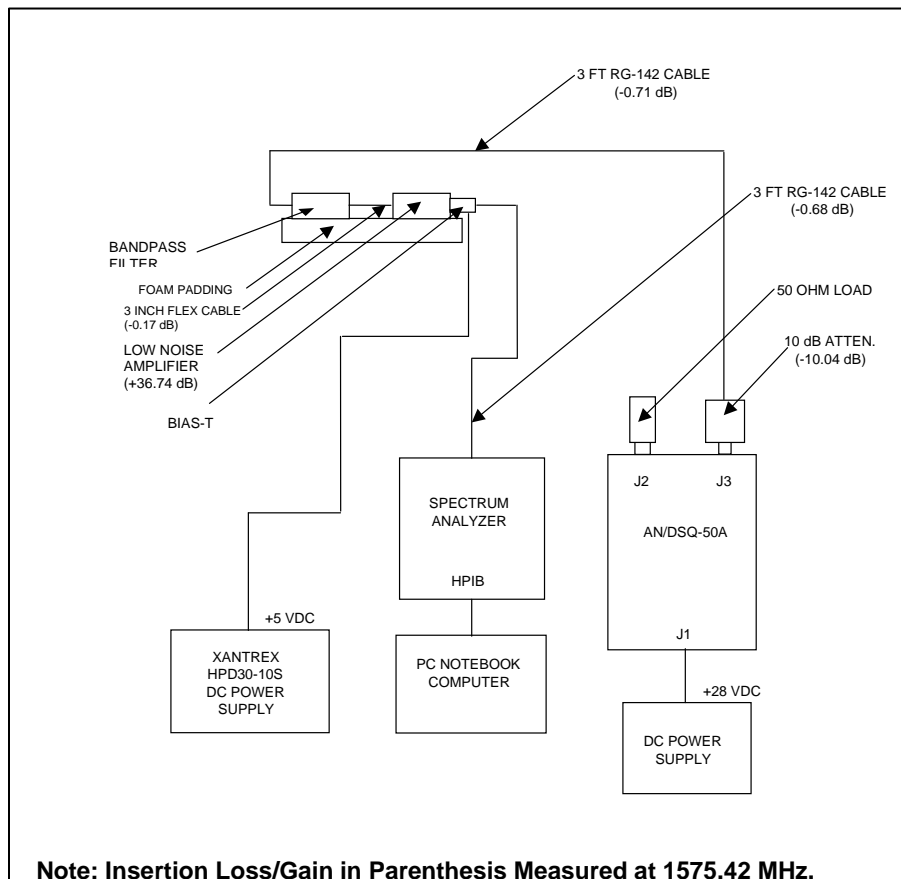 3 FT RG-142 CABLE
(-0.71 dB)
3 FT RG-142 CABLE
(-0.68 dB)
BANDPASS
FILTER
FOAM PADDING
3 INCH FLEX CABLE
(-0.17 dB)
LOW NOISE
AMPLIFIER
(+36.74 dB)
BIAS-T
50 OHM LOAD
10 dB ATTEN.
(-10.04 dB)
J2
J3
AN/DSQ-50A
J1
SPECTRUM
ANALYZER
HPIB
+5 VDC
XANTREX
HPD30-10S
DC POWER
SUPPLY
PC NOTEBOOK
COMPUTER
+28 VDC
DC POWER
SUPPLY
Note: Insertion Loss/Gain in Parenthesis Measured at 1575.42 MHz.